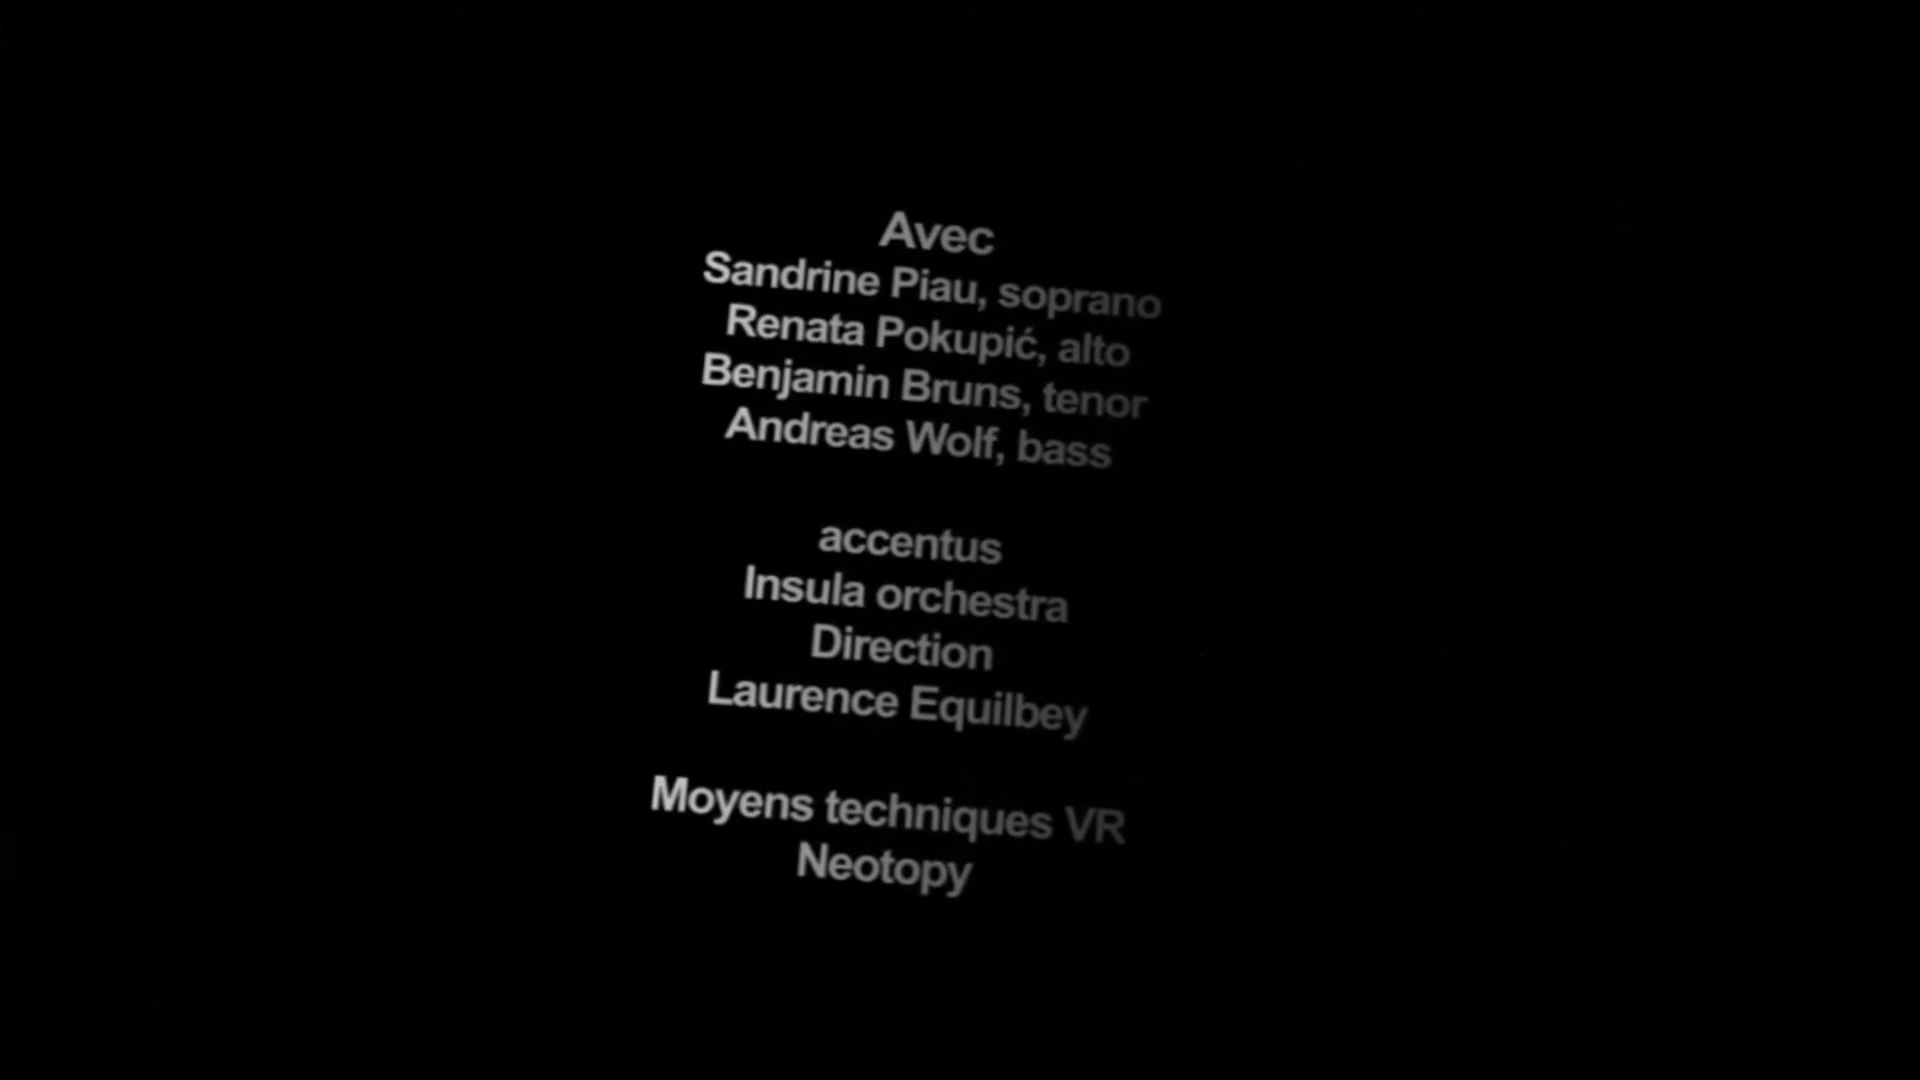 Avec
Sandrine Piau, soprano
Renata Pokupić, alto
Benjamin Bruns, tenor
Andreas Wolf, bass
accentus
Insula orchestra
Direction
Laurence Equilbey
Moyens techniques VR
Neotopy